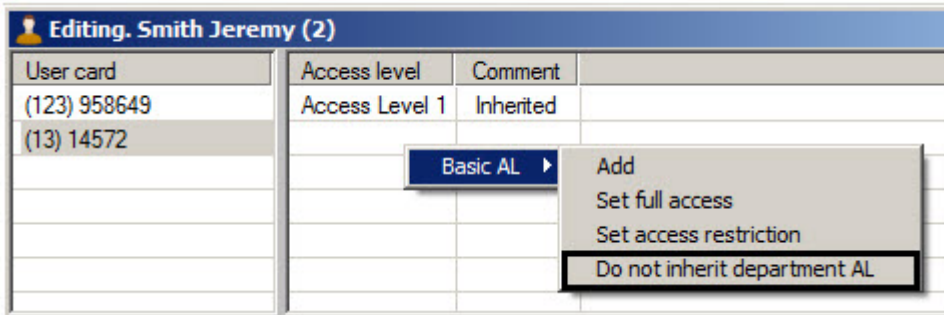 Editing. Smith Jeremy (2)
User card Access level Comment
(123) 958649 Access Level 1 Inherited
(13) 14572
Basic AL Add
Set full access
Set access restriction
Do not inherit department AL